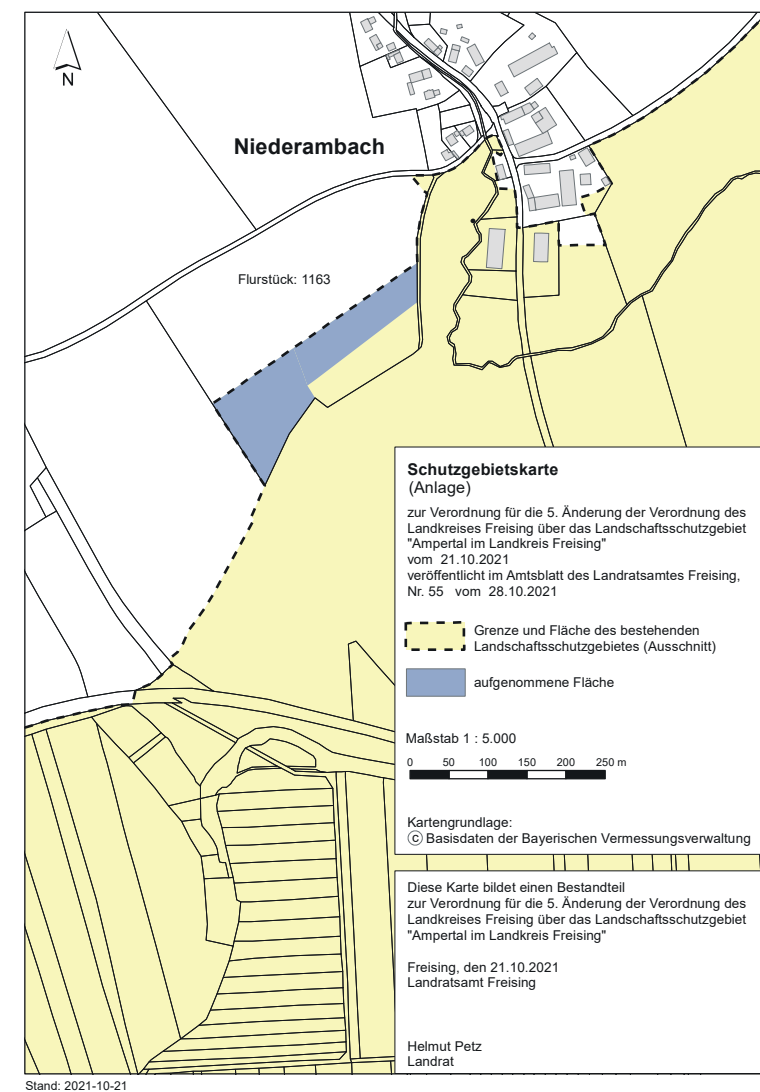 N
Niederambach
Flurstück: 1163
Schutzgebietskarte
(Anlage)
zur Verordnung für die 5. Änderung der Verordnung des
Landkreises Freising über das Landschaftsschutzgebiet
"Ampertal im Landkreis Freising"
vom 21.10.2021
veröffentlicht im Amtsblatt des Landratsamtes Freising,
Nr. 55 vom 28.10.2021
Grenze und Fläche des bestehenden
Landschaftsschutzgebietes (Ausschnitt)
aufgenommene Fläche
Maßstab 1 : 5.000
0 50 100 150 200 250 m
Kartengrundlage:
© Basisdaten der Bayerischen Vermessungsverwaltung
Diese Karte bildet einen Bestandteil
zur Verordnung für die 5. Änderung der Verordnung des
Landkreises Freising über das Landschaftsschutzgebiet
"Ampertal im Landkreis Freising"
Freising, den 21.10.2021
Landratsamt Freising
Helmut Petz
Landrat
Stand: 2021-10-21